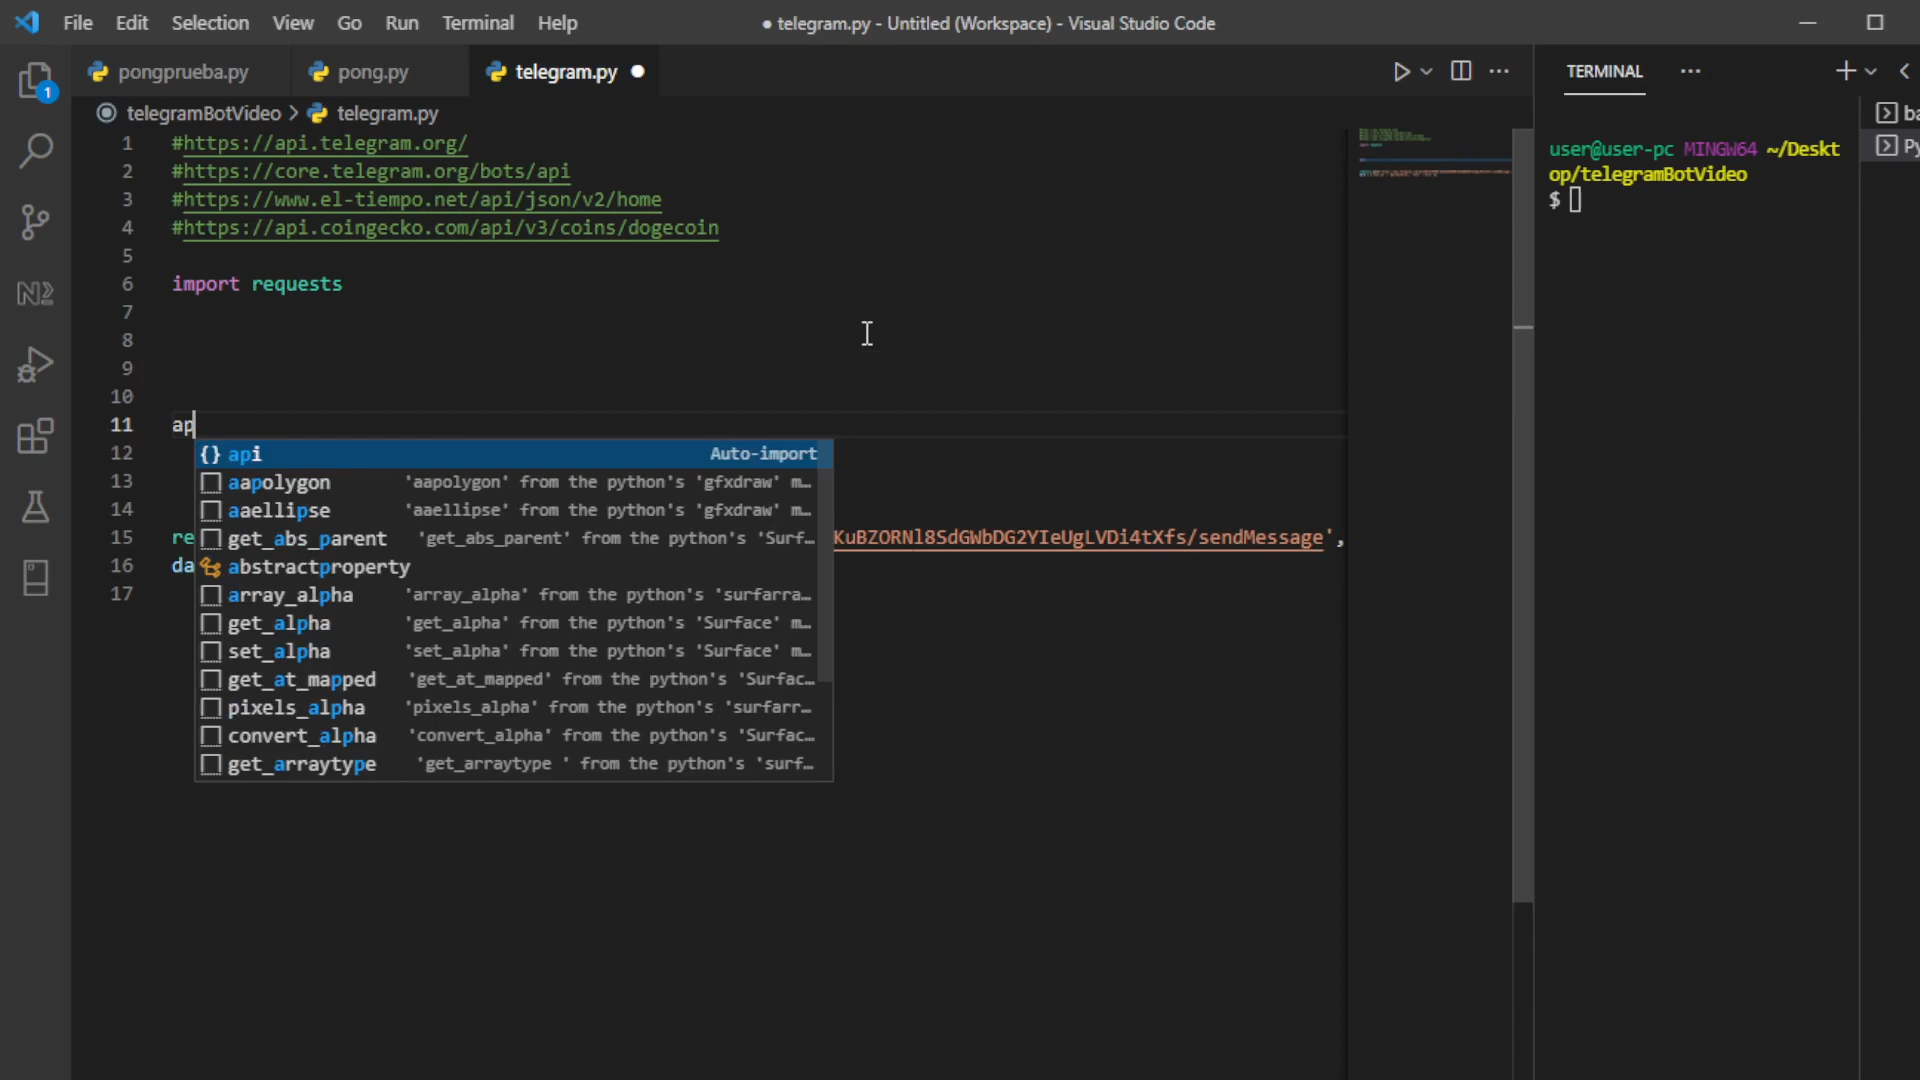 File Edit Selection View Go Run Terminal Help
● telegram.py - Untitled (Workspace) - Visual Studio Code
pongprueba.py pong.py telegram.py
telegramBotVideo > telegram.py
1 #https://api.telegram.org/
2 #https://core.telegram.org/bots/api
3 #https://www.el-tiempo.net/api/json/v2/home
4 #https://api.coingecko.com/api/v3/coins/dogecoin
5
6 import requests
7
8
9
10
11 ap
12
13
14
15 re KuBZORNl8SdGWbDG2YIeUgLVDi4tXfs/sendMessage',
16 da
17
{} api Auto-import
aapolygon 'aapolygon' from the python's 'gfxdraw' m…
aaellipse 'aaellipse' from the python's 'gfxdraw' m…
get_abs_parent 'get_abs_parent' from the python's 'Surf…
abstractproperty
array_alpha 'array_alpha' from the python's 'surfarra…
get_alpha 'get_alpha' from the python's 'Surface' m…
set_alpha 'set_alpha' from the python's 'Surface' m…
get_at_mapped 'get_at_mapped' from the python's 'Surfac…
pixels_alpha 'pixels_alpha' from the python's 'surfarr…
convert_alpha 'convert_alpha' from the python's 'Surfac…
get_arraytype 'get_arraytype ' from the python's 'surf…
1
N
TERMINAL
user@user-pc MINGW64 ~/Deskt
op/telegramBotVideo
$
ba
Py